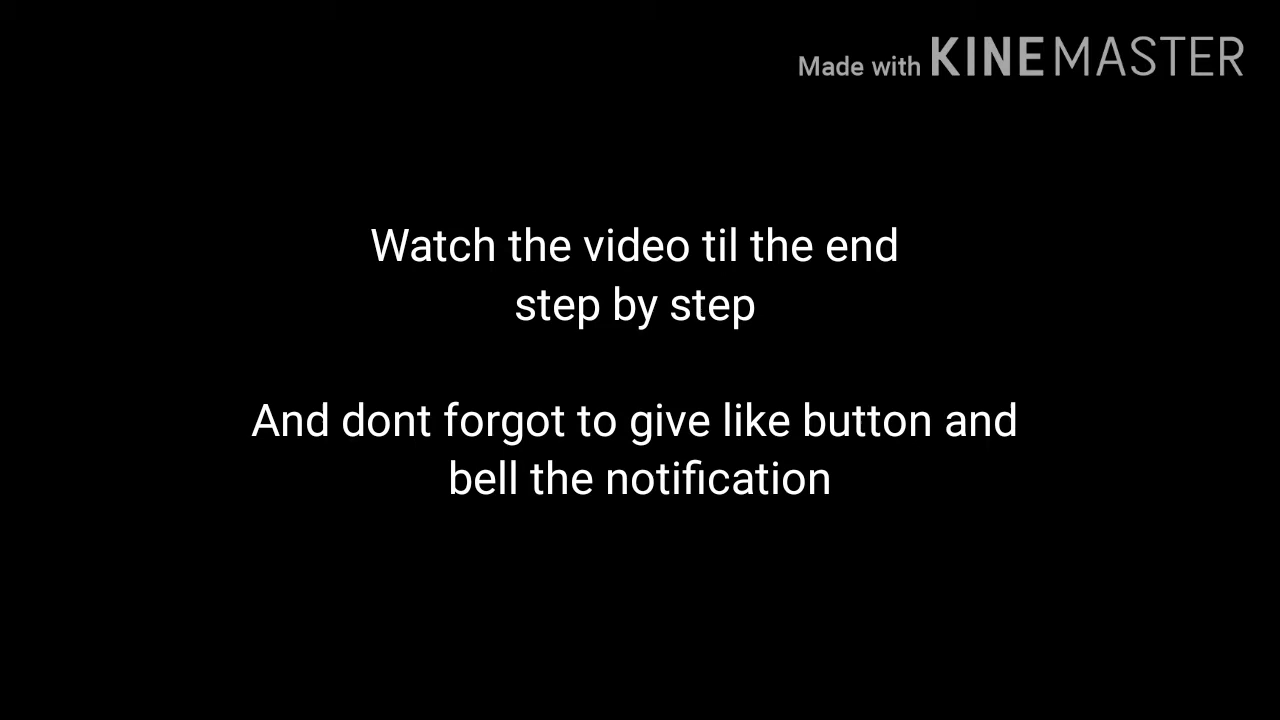 Made with KINEMASTER
Watch the video til the end
step by step
And dont forgot to give like button and
bell the notification